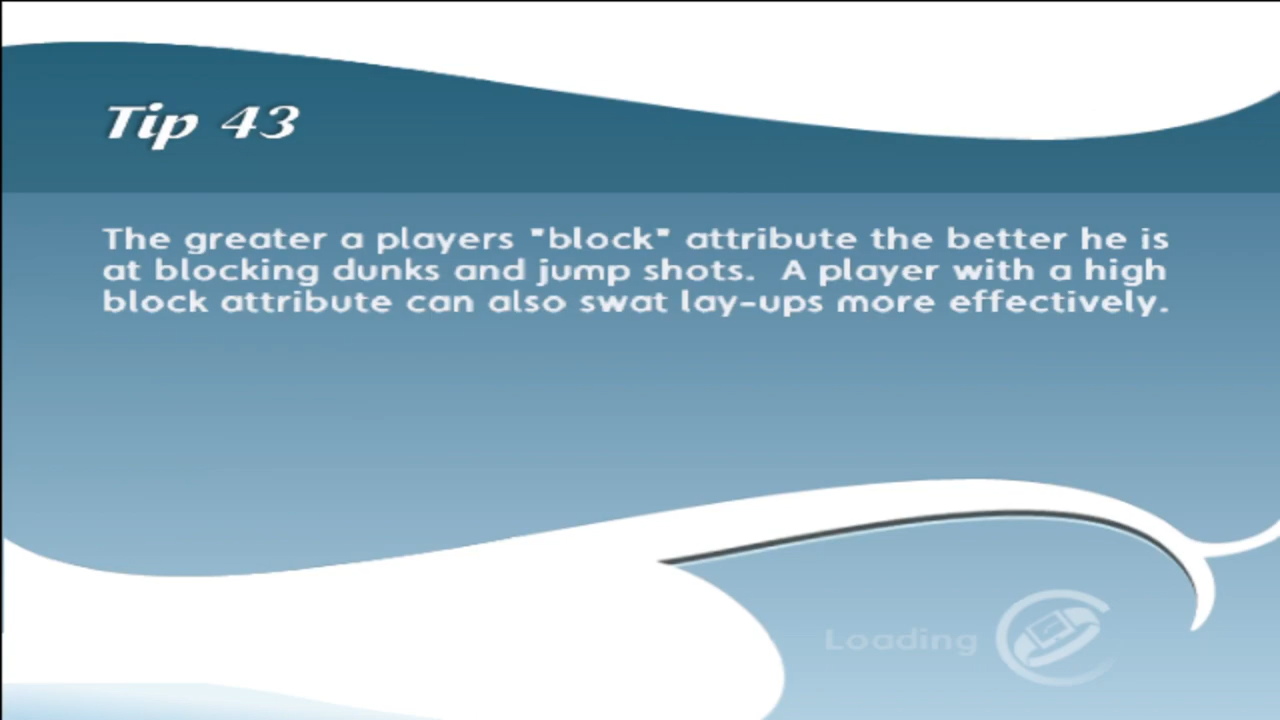 Tip 43
The greater a players "block" attribute the better he is
at blocking dunks and jump shots.  A player with a high
block attribute can also swat lay-ups more effectively.
Loading